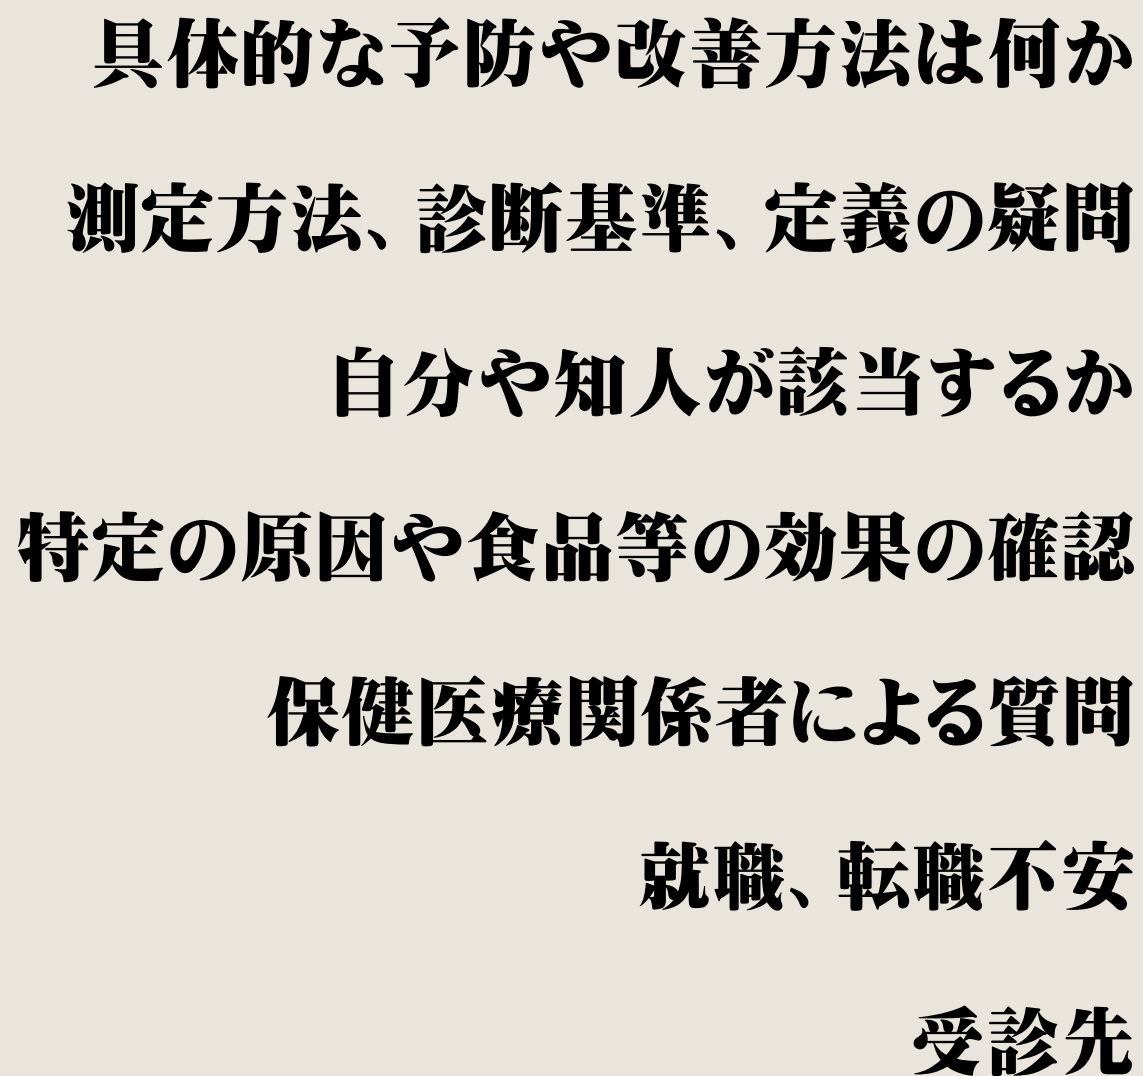 具体的な予防や改善方法は何か
測定方法、診断基準、定義の疑問
自分や知人が該当するか
特定の原因や食品等の効果の確認
保健医療関係者による質問
就職、転職不安
受診先